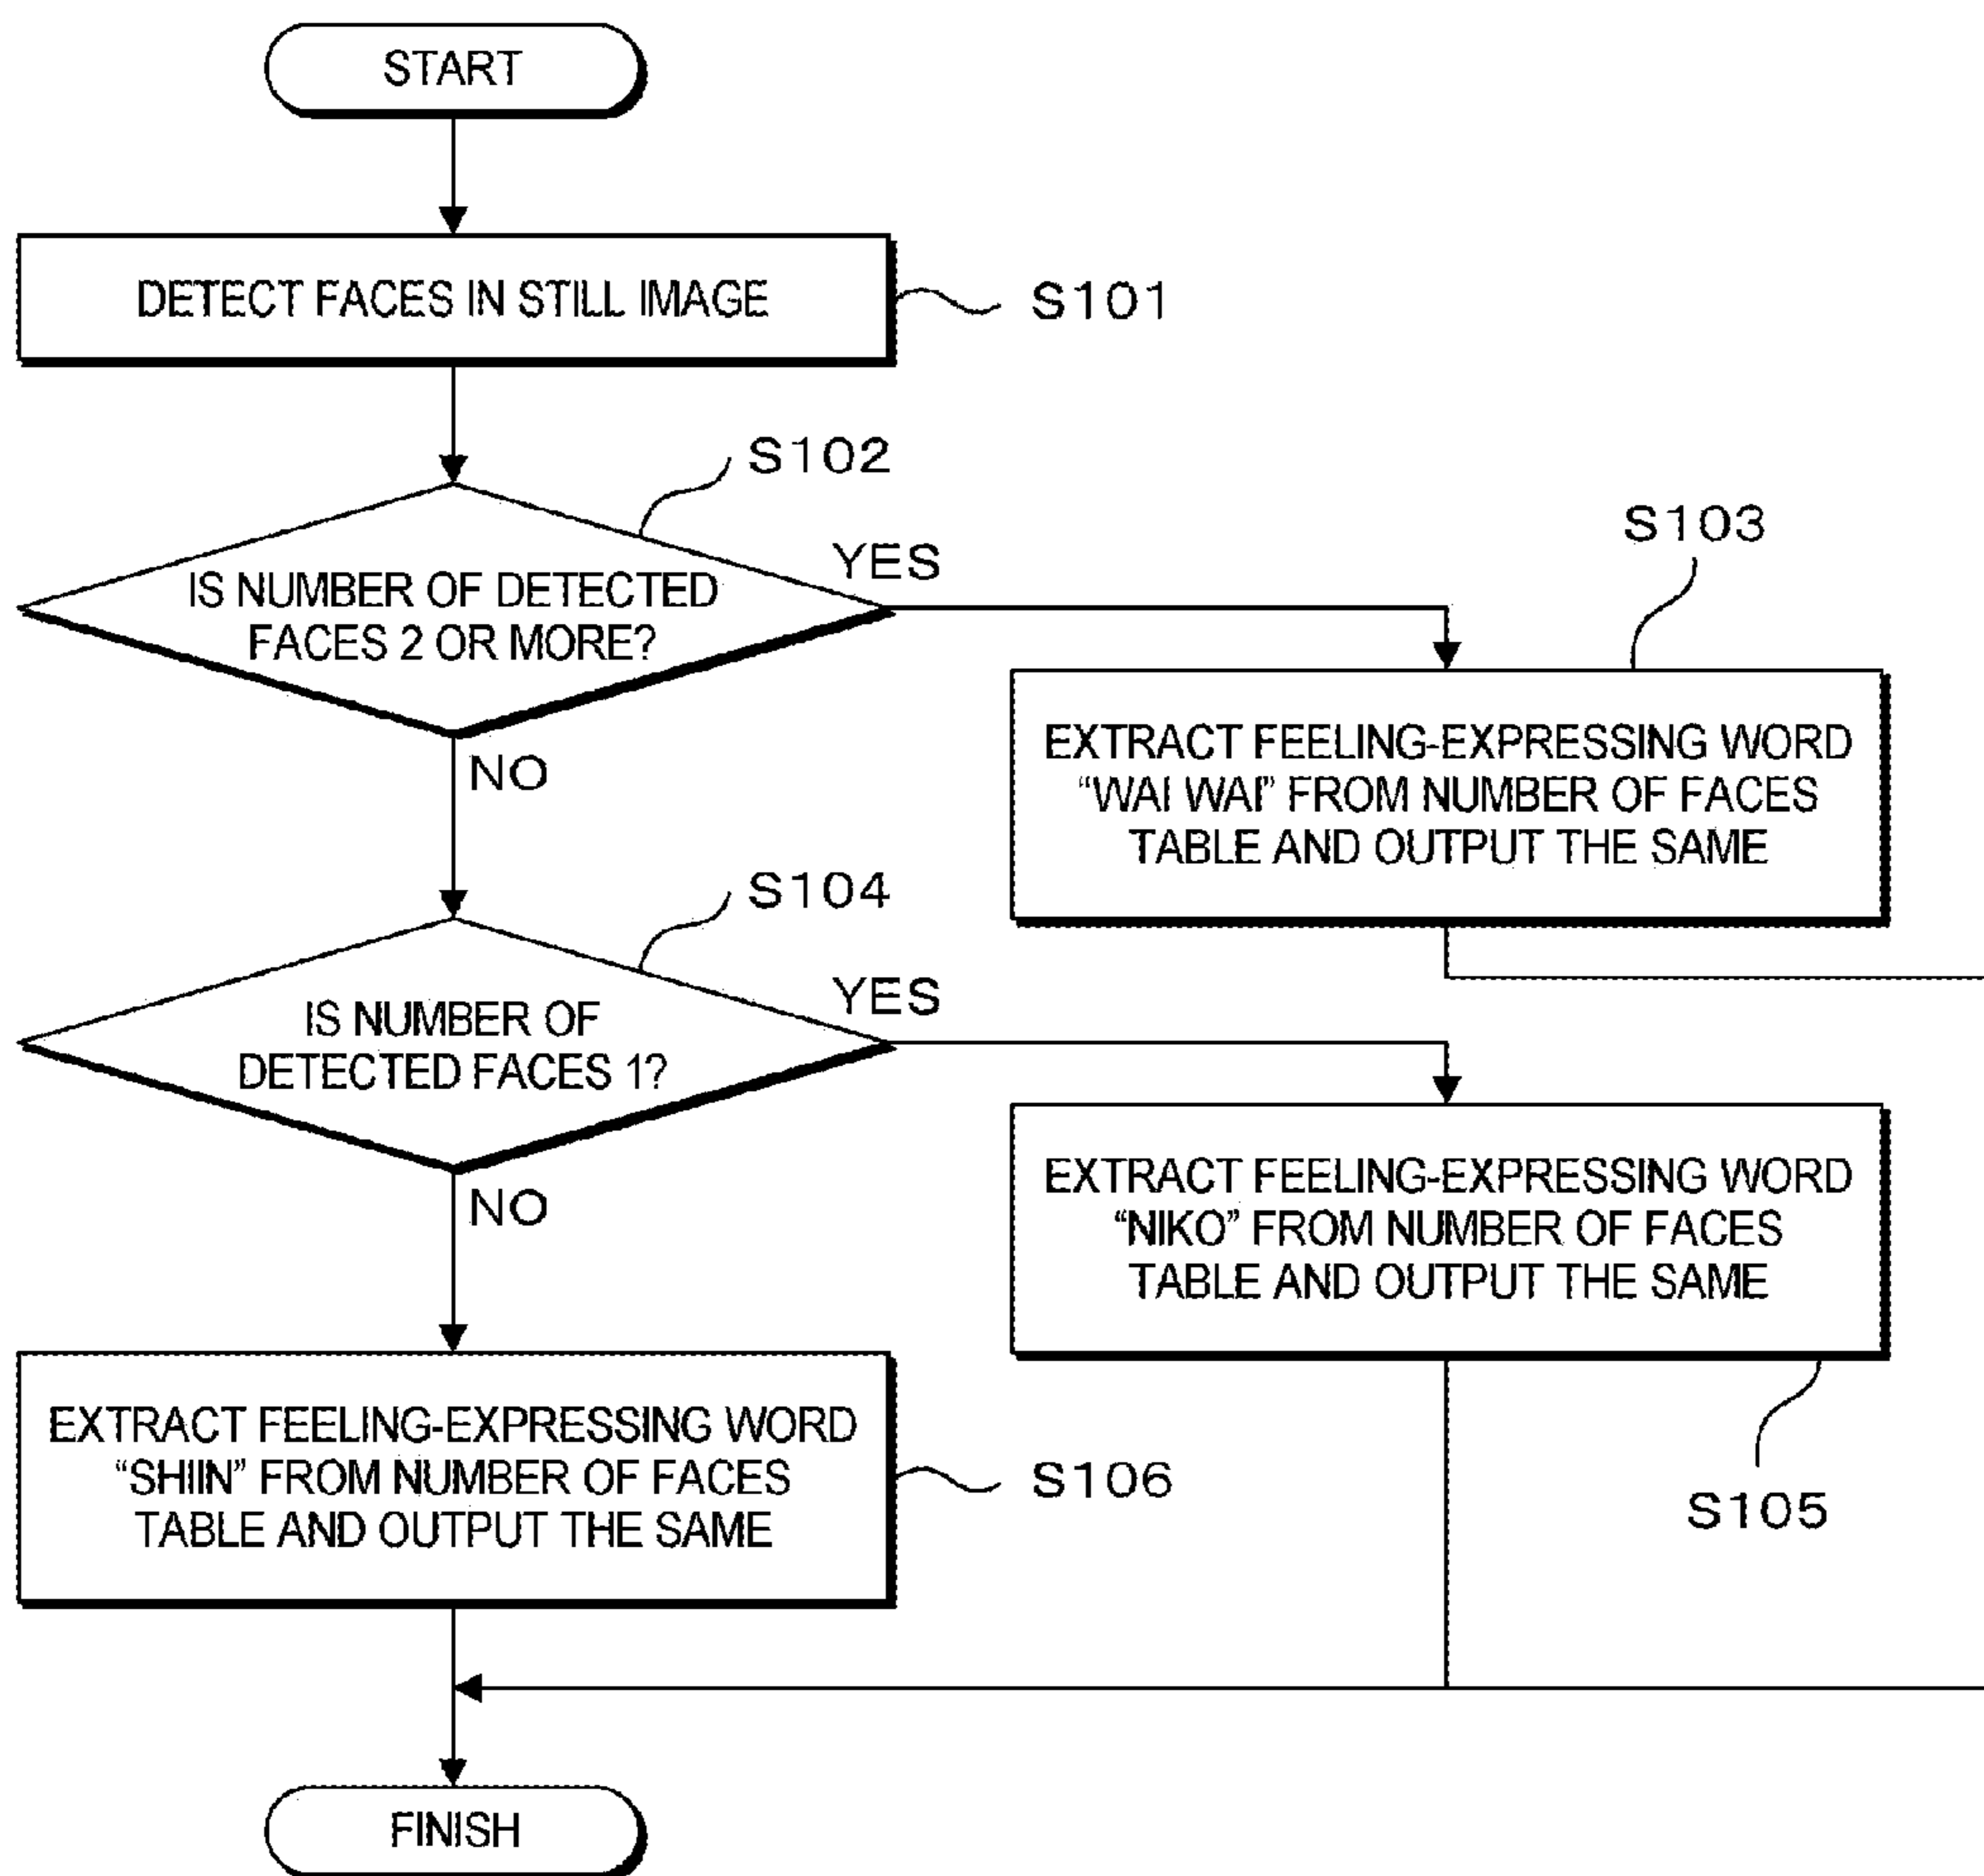 START
DETECT FACES IN STILL IMAGE
S101
S102
IS NUMBER OF DETECTED
FACES 2 OR MORE?
YES
NO
S103
EXTRACT FEELING-EXPRESSING WORD
“WAI WAI” FROM NUMBER OF FACES
TABLE AND OUTPUT THE SAME
S104
IS NUMBER OF
DETECTED FACES 1?
YES
NO
EXTRACT FEELING-EXPRESSING WORD
“NIKO” FROM NUMBER OF FACES
TABLE AND OUTPUT THE SAME
S105
EXTRACT FEELING-EXPRESSING WORD
“SHIIN” FROM NUMBER OF FACES
TABLE AND OUTPUT THE SAME
S106
FINISH